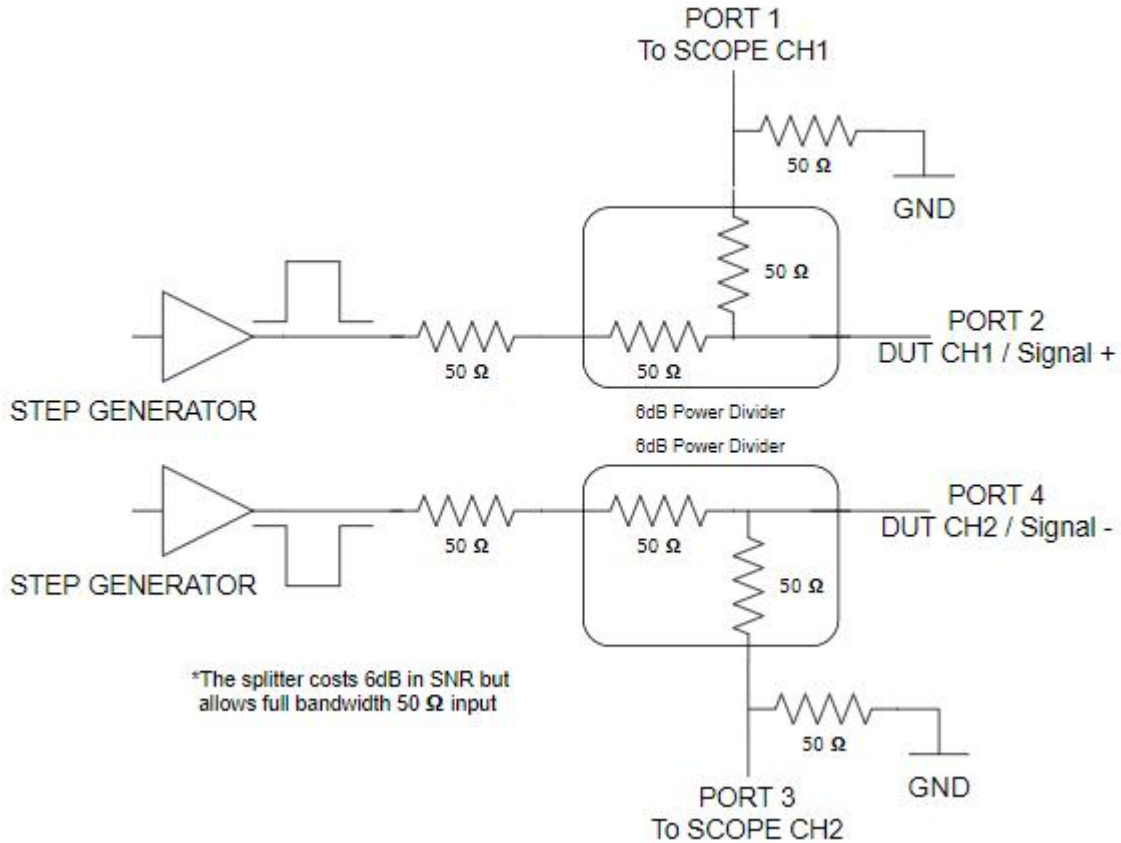 PORT 1
To SCOPE CH1
50 Ω
GND
50 Ω
50 Ω
50 Ω
PORT 2
DUT CH1 / Signal +
STEP GENERATOR
6dB Power Divider
6dB Power Divider
PORT 4
DUT CH2 / Signal -
50 Ω
50 Ω
STEP GENERATOR
50 Ω
*The splitter costs 6dB in SNR but
allows full bandwidth 50 Ω input
50 Ω
GND
PORT 3
To SCOPE CH2